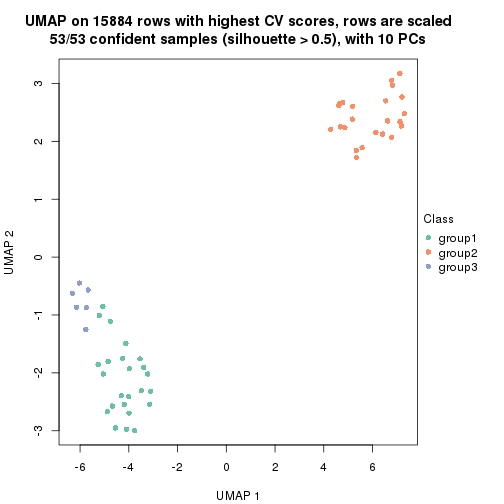 UMAP on 15884 rows with highest CV scores, rows are scaled
53/53 confident samples (silhouette > 0.5), with 10 PCs
3
2
1
0
-1
-2
-3
UMAP 2
-6
-4
-2
0
2
4
6
UMAP 1
Class
group1
group2
group3